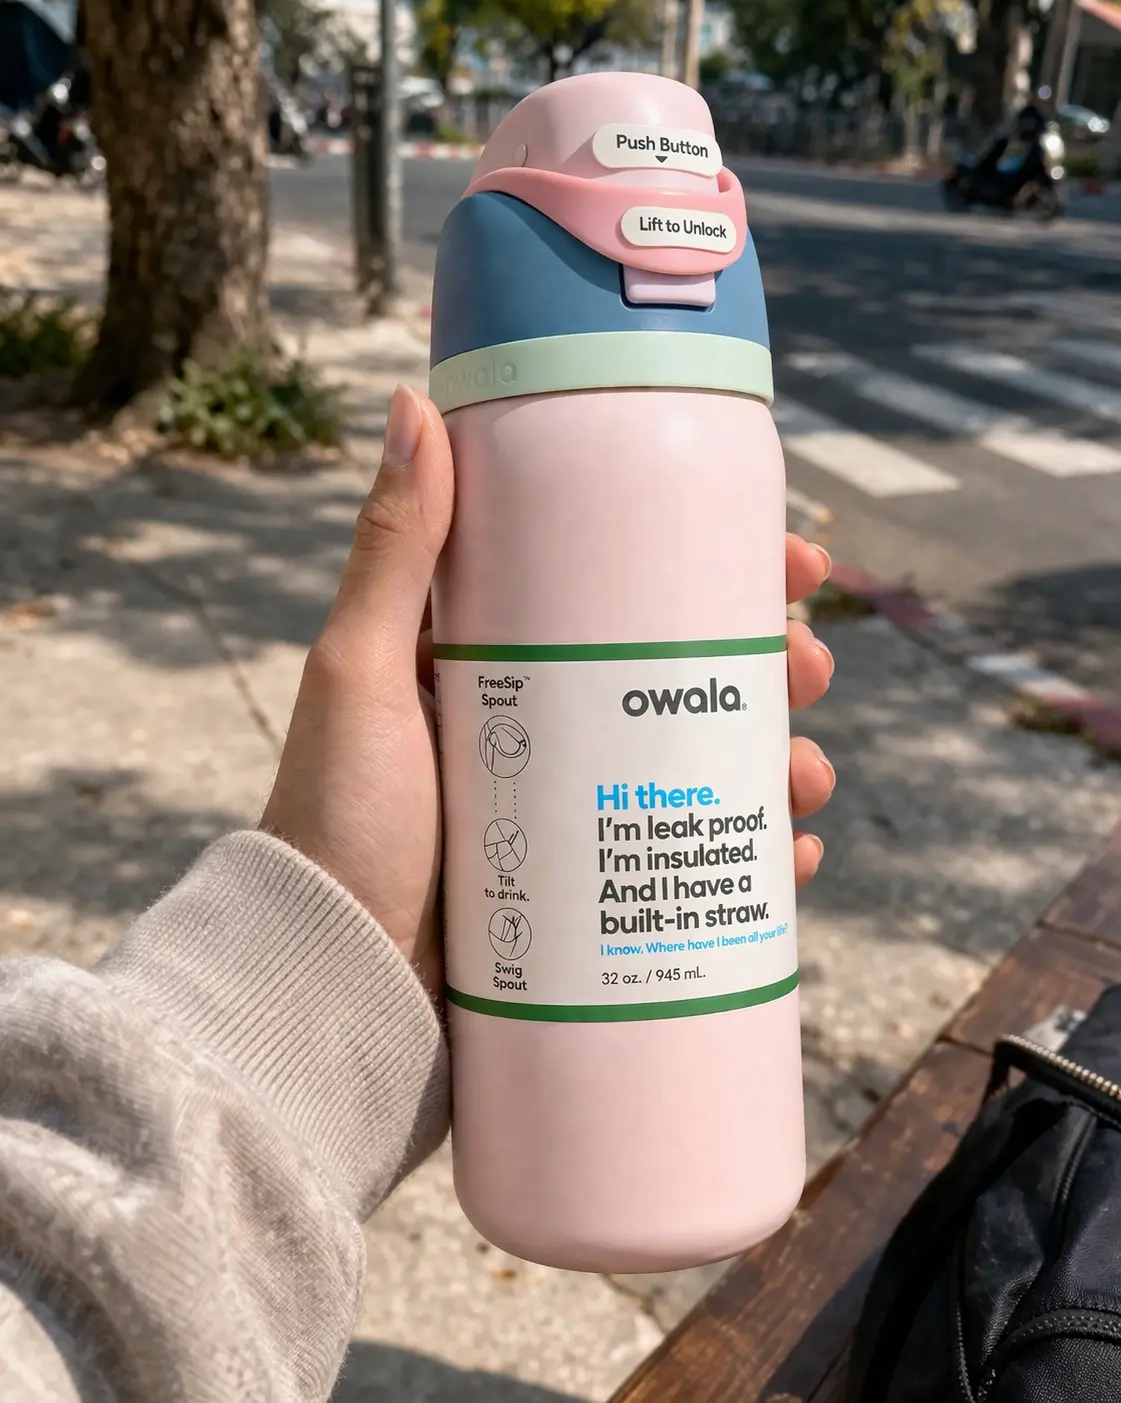 Push Button
Lift to Unlock
owala
FreeSip™
Spout
Tilt
to drink.
Swig
Spout
owala®
Hi there.
I'm leak proof.
I'm insulated.
And I have a
built-in straw.
I know. Where have I been all your life?
32 oz. / 945 mL.